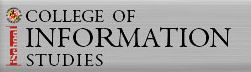 COLLEGE OF
INFORMATION
STUDIES